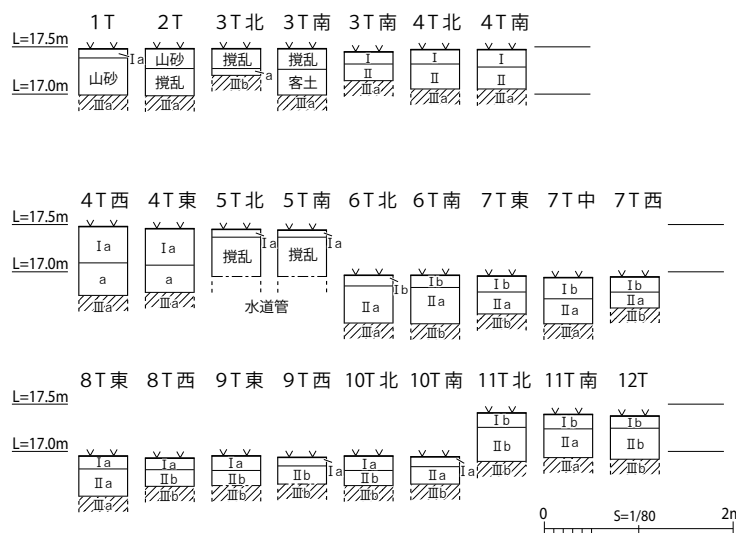 1T 2T 3T北 3T南 3T南 4T北 4T南
L=17.5m
Ⅰa
山砂 撹乱 撹乱 Ⅰ Ⅰ Ⅰ
山砂 撹乱 a 客土 Ⅱ Ⅱ Ⅱ
L=17.0m
Ⅲa Ⅲa Ⅲb Ⅲa Ⅲa Ⅲa Ⅲa
4T西 4T東 5T北 5T南 6T北 6T南 7T東 7T中 7T西
L=17.5m
Ⅰa Ⅰa 撹乱 Ⅰa 撹乱 Ⅰa
L=17.0m
a a Ⅰb Ⅰb Ⅰb Ⅰb Ⅰb
Ⅱa Ⅱa Ⅱa Ⅱa Ⅱa
Ⅲa Ⅲa 水道管 Ⅲa Ⅲb Ⅲb Ⅲa Ⅲb
8T東 8T西 9T東 9T西 10T北 10T南 11T北 11T南 12T
L=17.5m
Ⅰb Ⅰb Ⅰb
L=17.0m
Ⅱb Ⅱa Ⅱb
Ⅲb Ⅲa Ⅲb
Ⅰa Ⅰa Ⅰa Ⅰa Ⅰa Ⅰa
Ⅱa Ⅱb Ⅱb Ⅱb Ⅱb Ⅱa
Ⅲa Ⅲb Ⅲb Ⅲb Ⅲb Ⅲb
0 S=1/80 2m